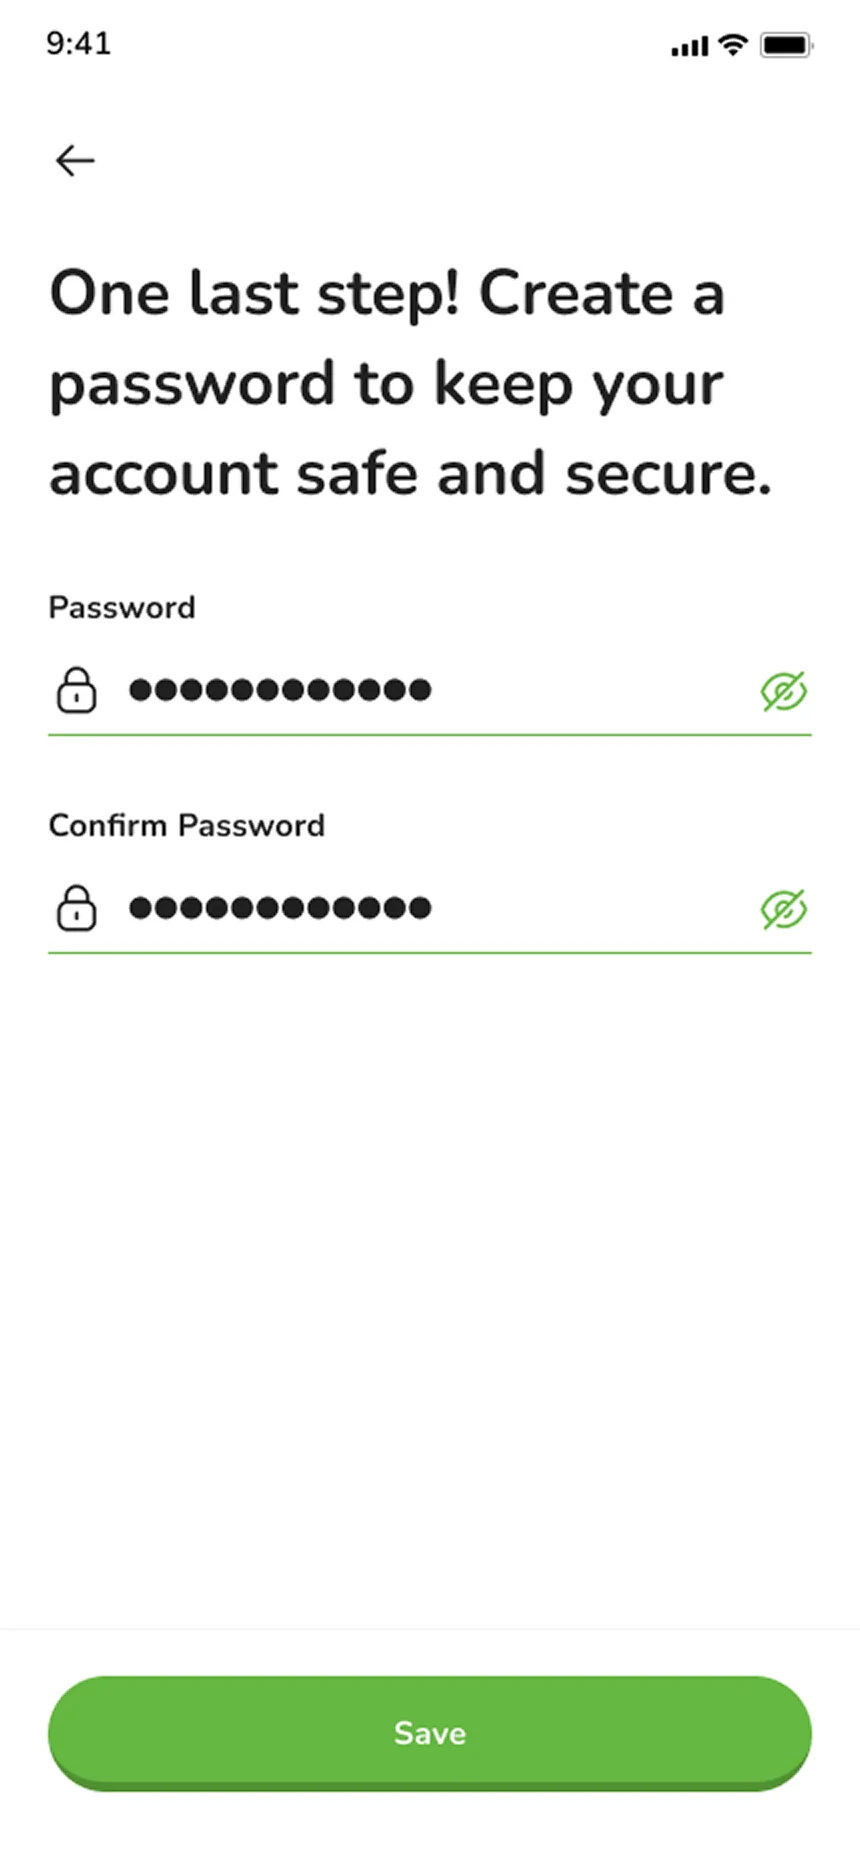 9:41
One last step! Create a
password to keep your
account safe and secure.
Password
●●●●●●●●●●●●
Confirm Password
●●●●●●●●●●●●
Save